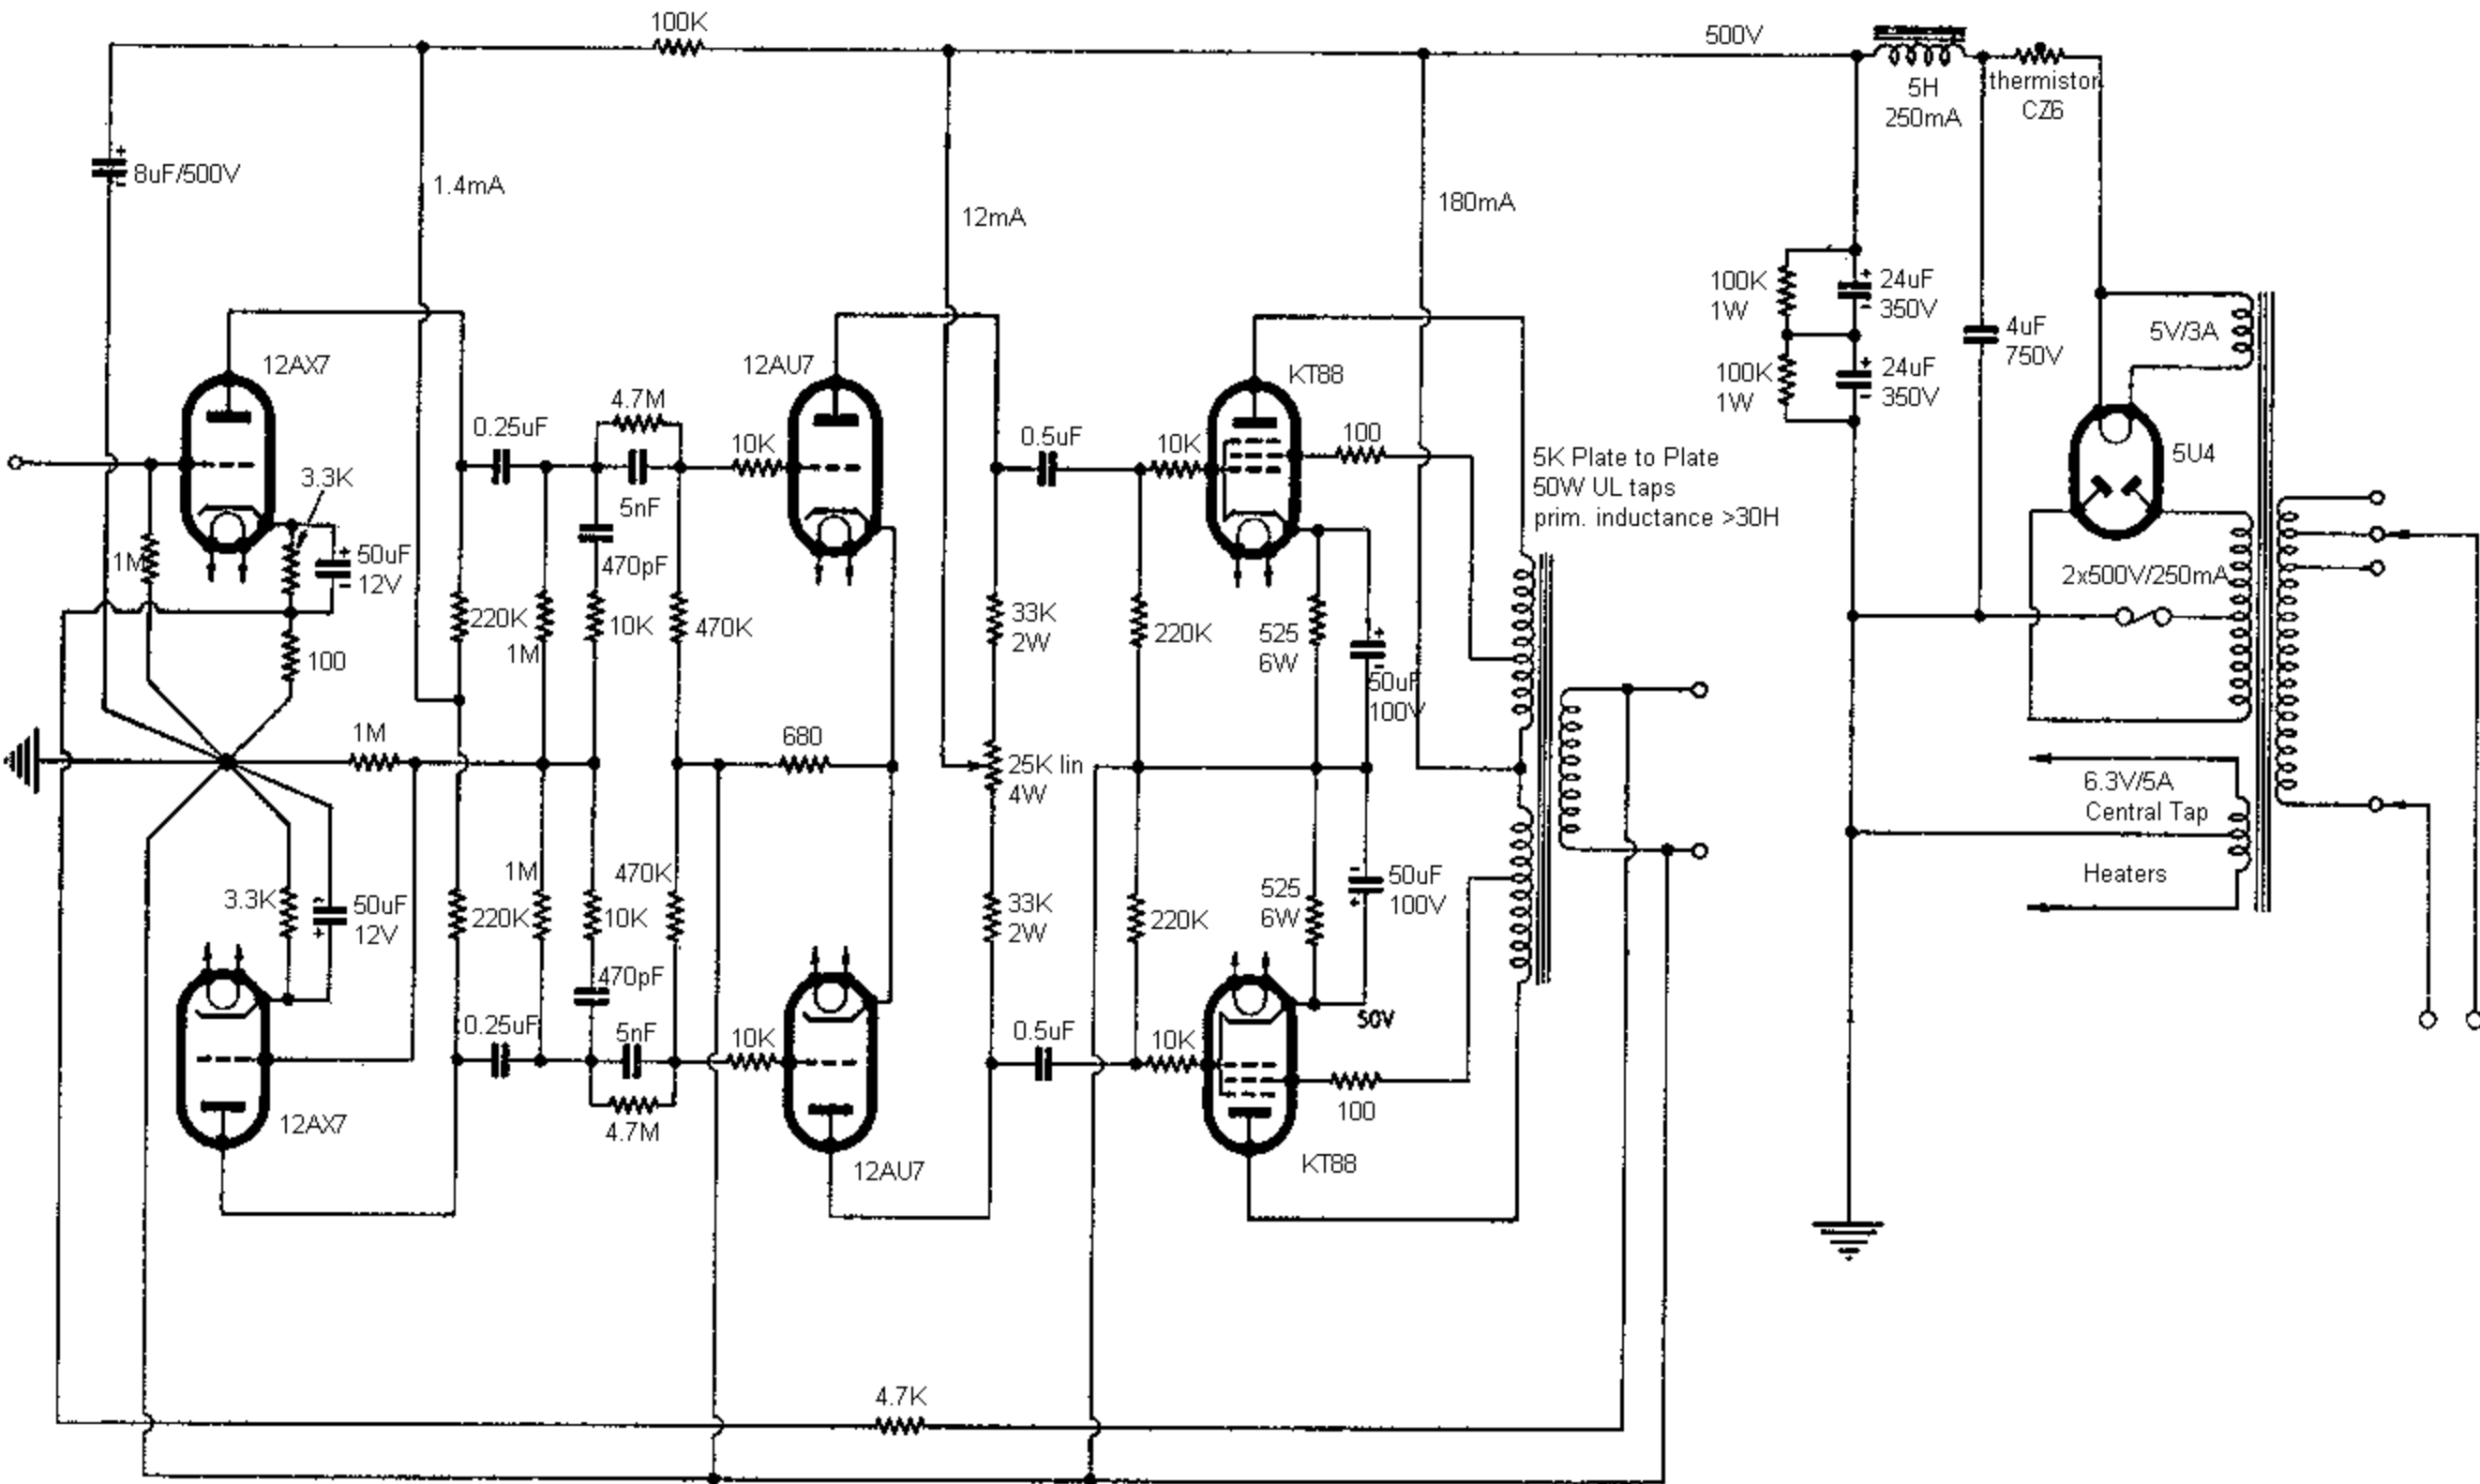 100K
500V
5H
250mA
thermistor
CZ6
8uF/500V
1.4mA
12mA
180mA
100K
1W
24uF
350V
4uF
750V
5V/3A
100K
1W
24uF
350V
12AX7
12AU7
KT88
4.7M
0.25uF
10K
0.5uF
10K
100
5K Plate to Plate
50W UL taps
prim. inductance >30H
5U4
3.3K
5nF
1M
50uF
12V
470pF
2x500V/250mA
220K
1M
10K
470K
33K
2W
220K
525
6W
100
50uF
100V
1M
680
25K lin
4W
6.3V/5A
Central Tap
Heaters
3.3K
50uF
12V
220K
1M
10K
470K
33K
2W
220K
525
6W
50uF
100V
470pF
0.25uF
5nF
10K
0.5uF
10K
50V
100
4.7M
12AX7
12AU7
KT88
4.7K